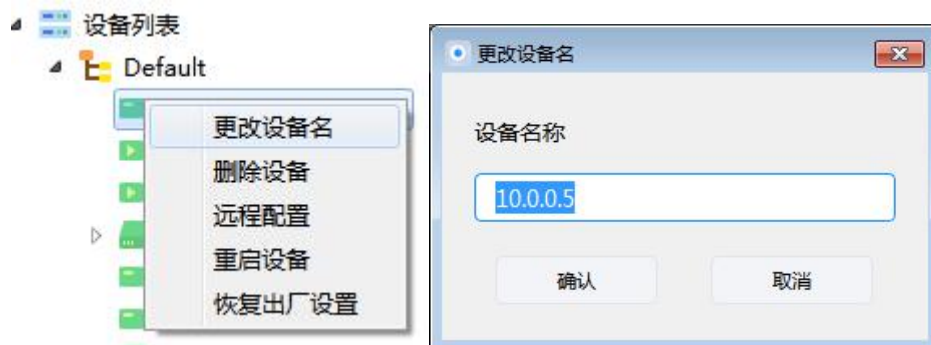 设备列表
Default
更改设备名
删除设备
远程配置
重启设备
恢复出厂设置
更改设备名
设备名称
10.0.0.5
确认
取消